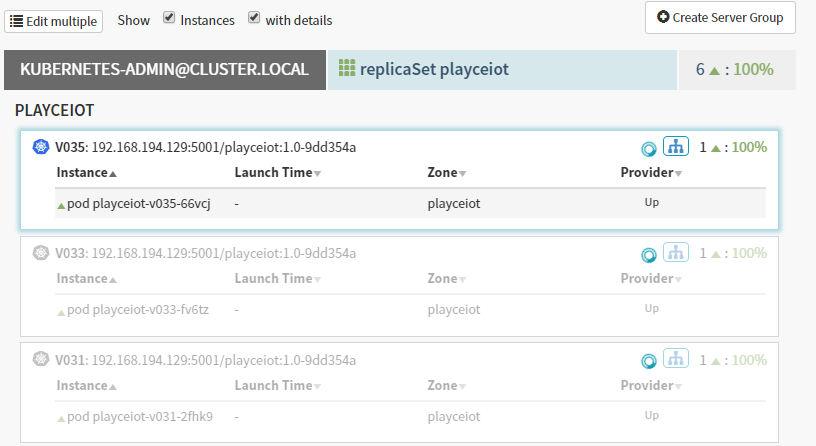 Edit multiple Show Instances with details Create Server Group
KUBERNETES-ADMIN@CLUSTER.LOCAL replicaSet playceiot 6 : 100%
PLAYCEIOT
V035: 192.168.194.129:5001/playceiot:1.0-9dd354a 1 : 100%
Instance Launch Time Zone Provider
pod playceiot-v035-66vcj - playceiot Up
V033: 192.168.194.129:5001/playceiot:1.0-9dd354a 1 : 100%
Instance Launch Time Zone Provider
pod playceiot-v033-fv6tz - playceiot Up
V031: 192.168.194.129:5001/playceiot:1.0-9dd354a 1 : 100%
Instance Launch Time Zone Provider
pod playceiot-v031-2fhk9 - playceiot Up